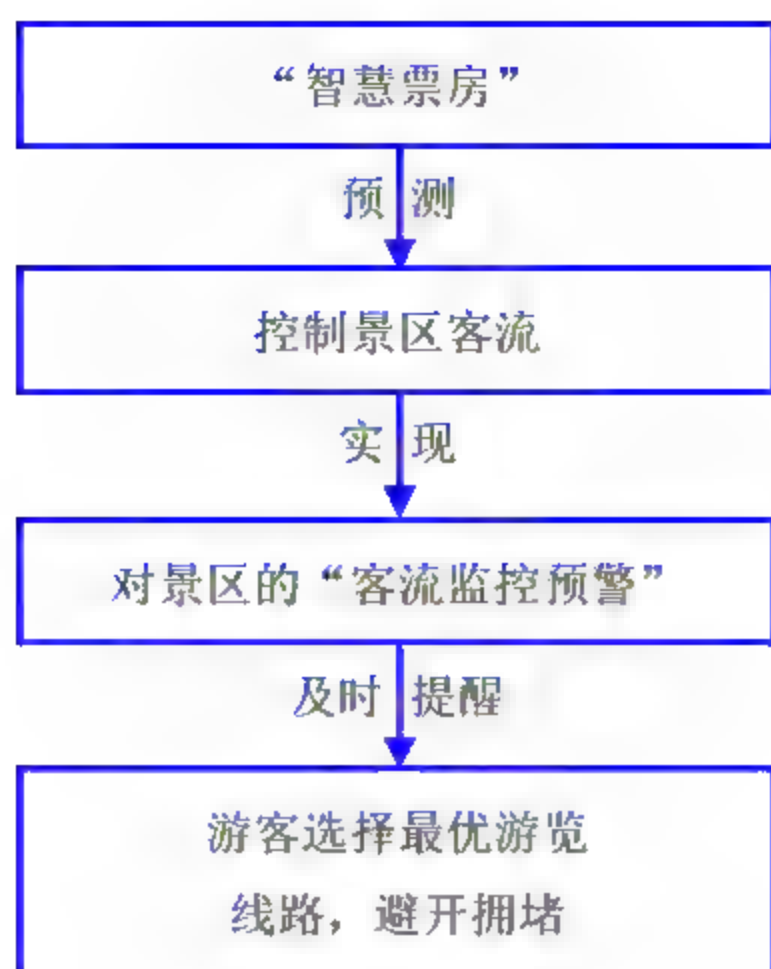 “智慧票房”
预测
控制景区客流
实现
对景区的“客流监控预警”
及时提醒
游客选择最优游览
线路，避开拥堵